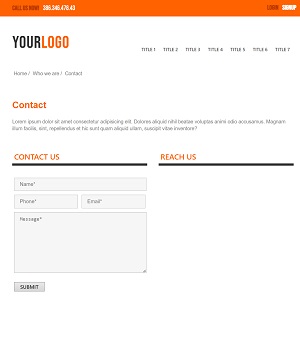 CALL US NOW 386.346.476.43 LOGIN SIGNUP
YOURLOGO
TITLE 1 TITLE 2 TITLE 3 TITLE 4 TITLE 5 TITLE 6 TITLE 7
Home / Who we are / Contact
Contact
Lorem ipsum dolor sit amet consectetur adipisicing elit. Dolores aliquid nihil beatae voluptas animi odio accusamus. Magnam
illum facilis, sint, repellendus et hic sunt quam aliquid ullam, suscipit vitae inventore?
CONTACT US REACH US
Name*
Phone* Email*
Message*
SUBMIT